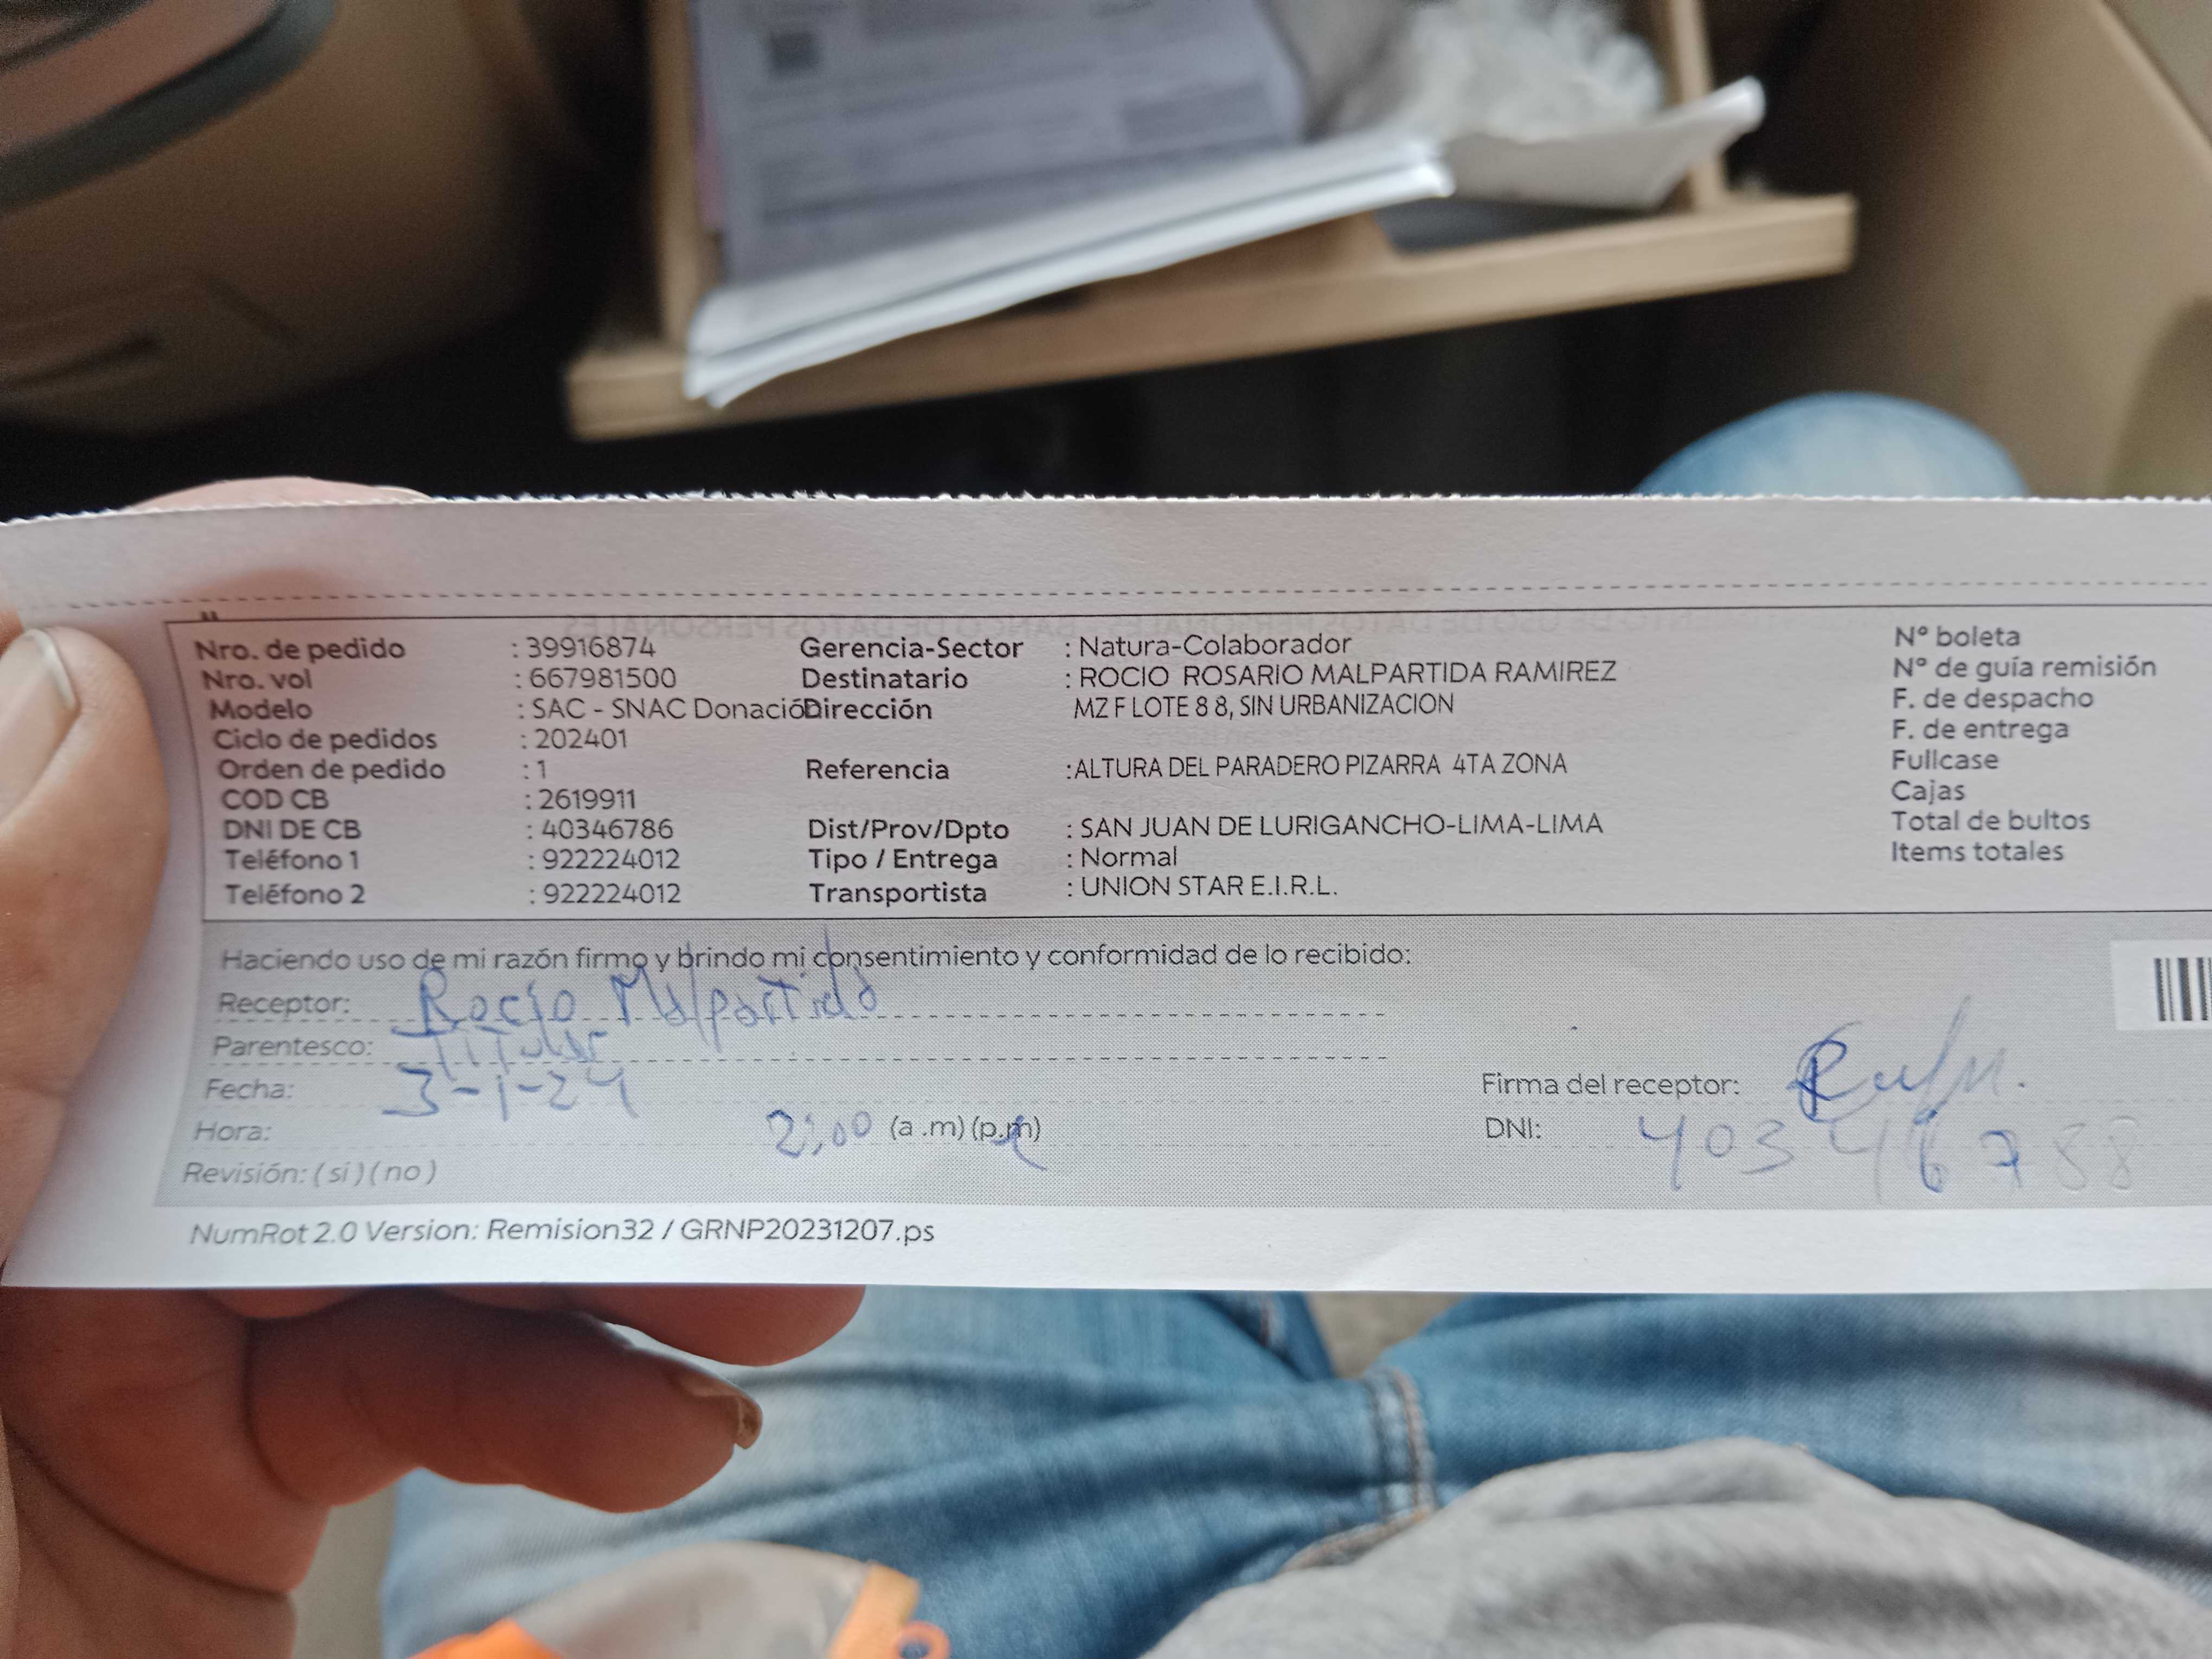 Nro. de pedido : 39916874 Gerencia-Sector : Natura-Colaborador N° boleta
Nro. vol : 667981500 Destinatario : ROCIO ROSARIO MALPARTIDA RAMIREZ N° de guía remisión
Modelo : SAC - SNAC Donación Dirección MZ F LOTE 8 8, SIN URBANIZACION F. de despacho
Ciclo de pedidos : 202401 F. de entrega
Orden de pedido : 1 Referencia :ALTURA DEL PARADERO PIZARRA 4TA ZONA Fullcase
COD CB : 2619911 Cajas
DNI DE CB : 40346786 Dist/Prov/Dpto : SAN JUAN DE LURIGANCHO-LIMA-LIMA Total de bultos
Teléfono 1 : 922224012 Tipo / Entrega : Normal Items totales
Teléfono 2 : 922224012 Transportista : UNION STAR E.I.R.L.
Haciendo uso de mi razón firmo y brindo mi consentimiento y conformidad de lo recibido:
Receptor: Rocío Malpartida
Parentesco: Titular
Fecha: 3-1-24 Firma del receptor:
Hora: 2:00 (a .m) (p.m) DNI:
Revisión: ( si ) ( no )
NumRot 2.0 Version: Remision32 / GRNP20231207.ps